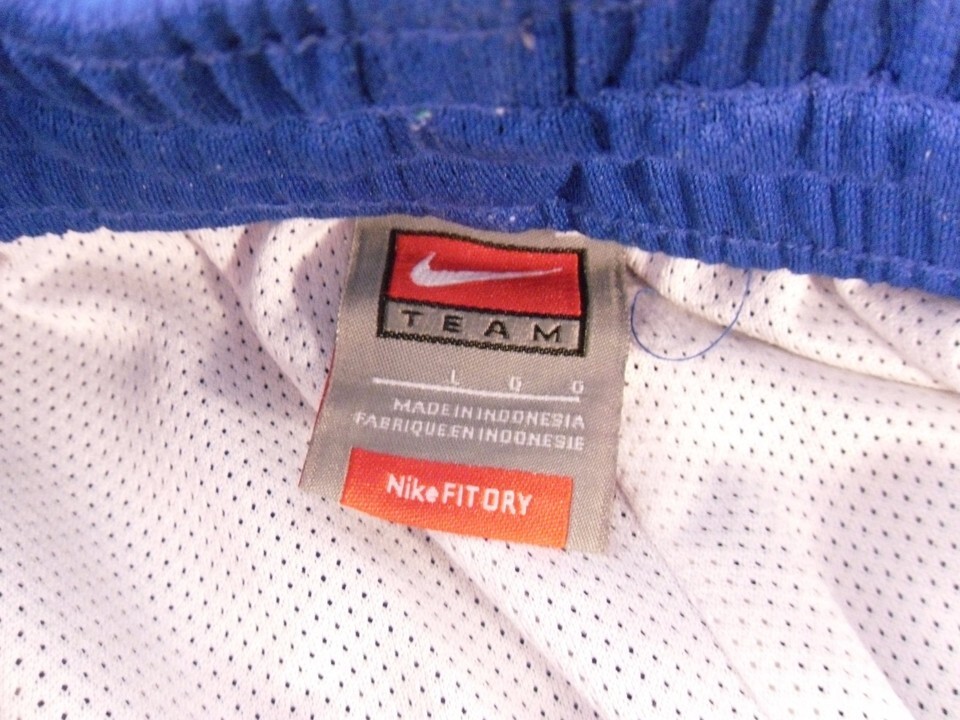 TEAM
L G G
MADE IN INDONESIA
FABRIQUE EN INDONESIE
Nike FIT DRY